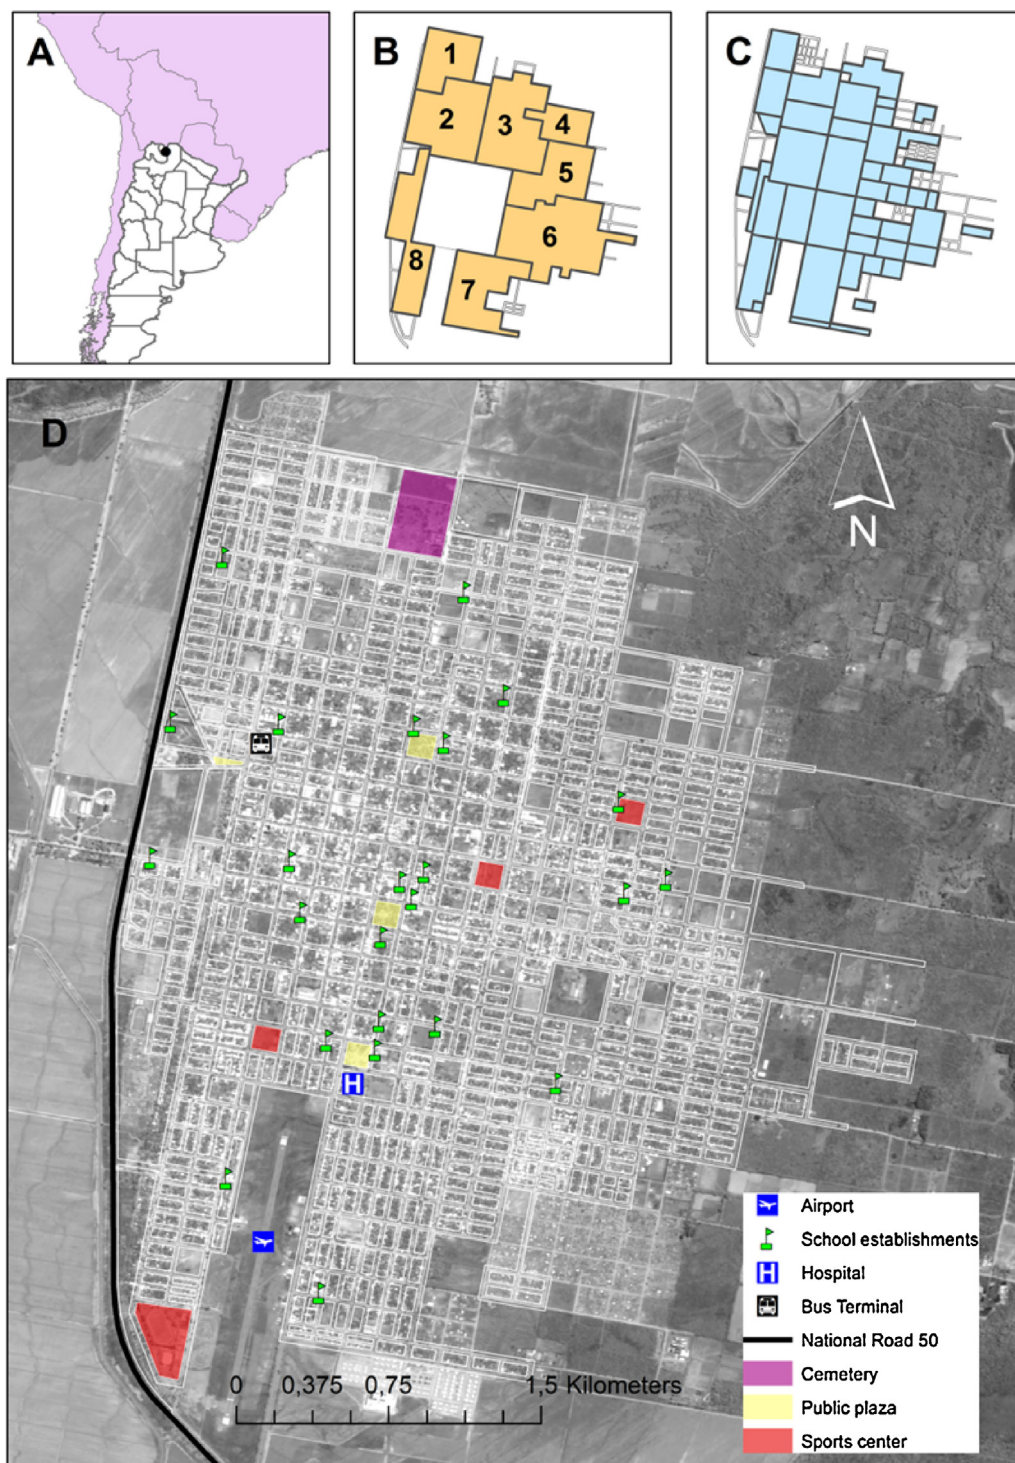 A
B
C
1
2
3
4
5
6
7
8
D
N
Airport
School establishments
H Hospital
Bus Terminal
National Road 50
Cemetery
Public plaza
Sports center
H
0 0,375 0,75 1,5 Kilometers